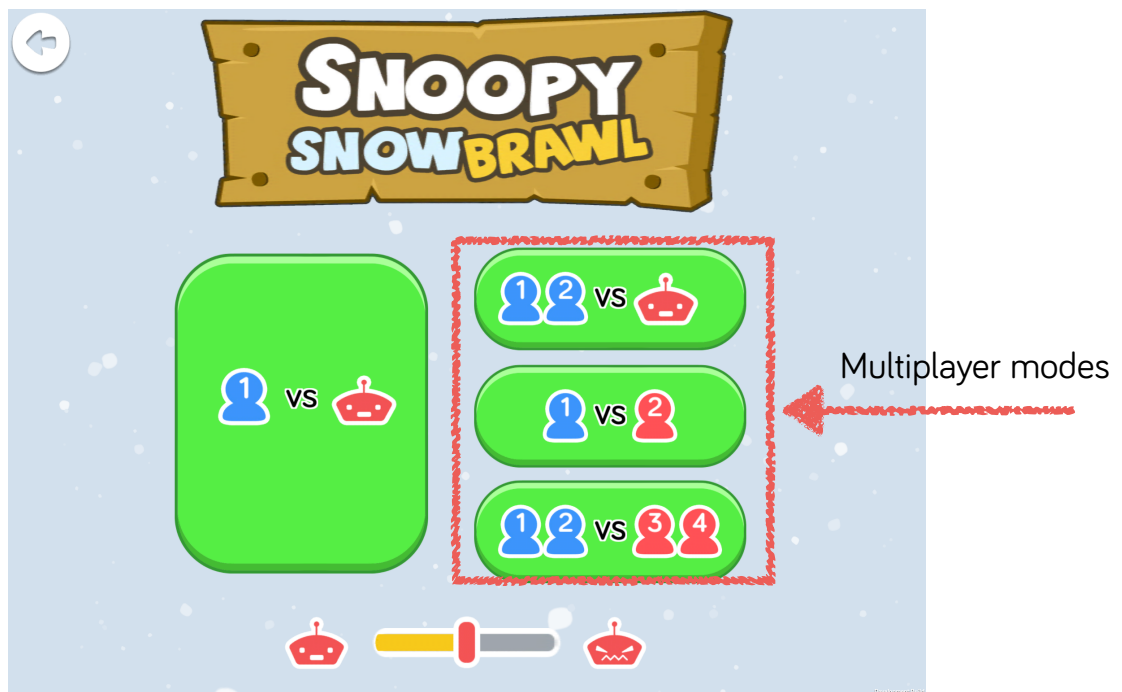 SNOOPY
SNOWBRAWL
1 2 VS
1 VS
1 VS 2
1 2 VS 3 4
Multiplayer modes